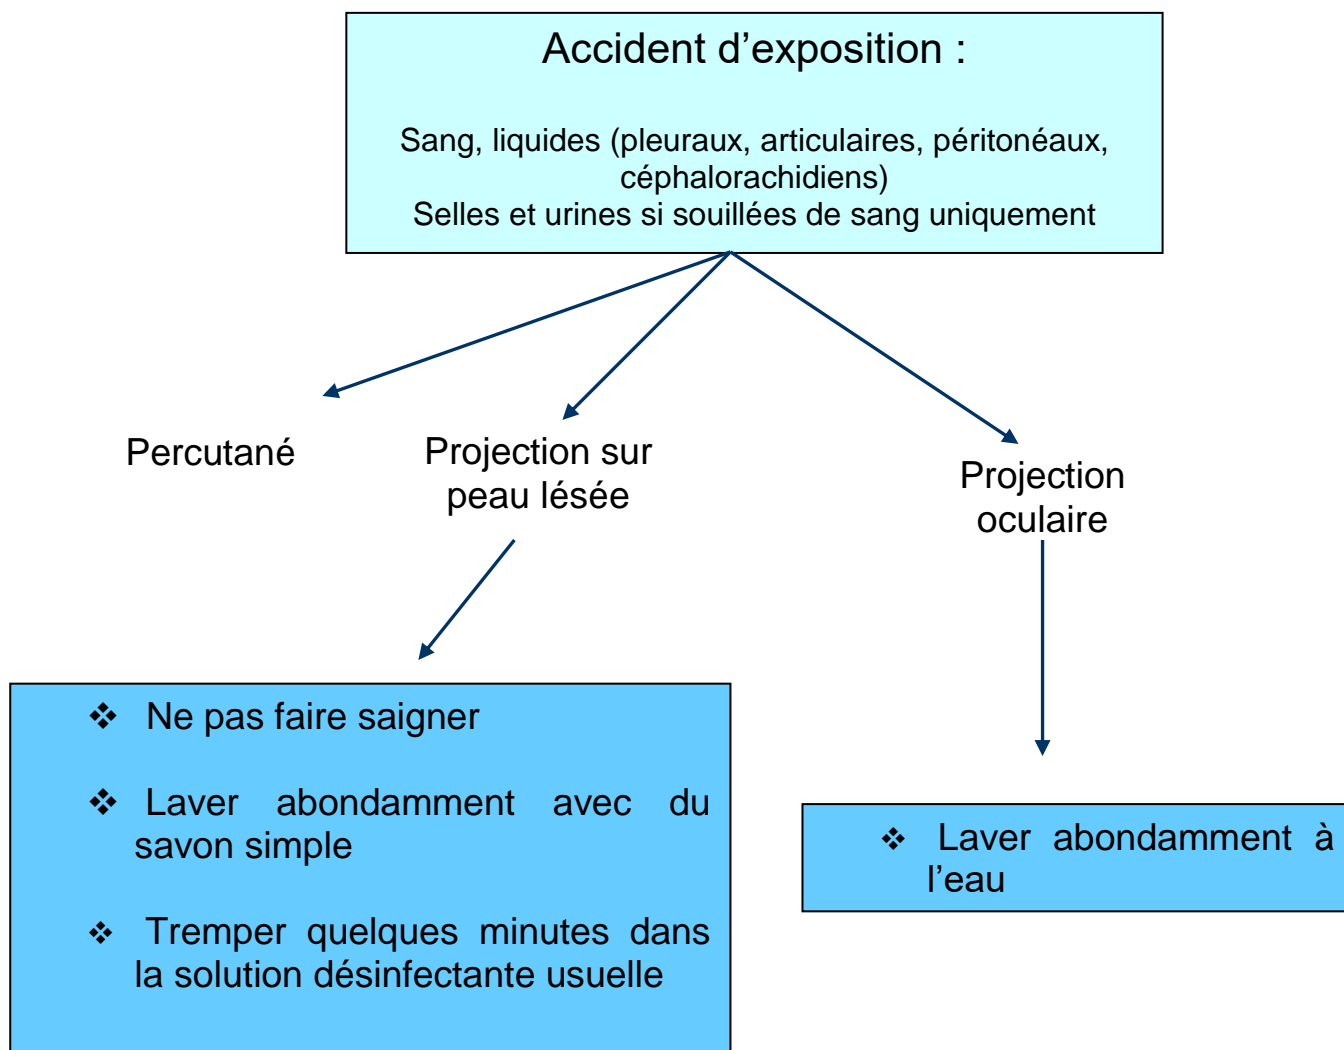 Accident d’exposition :
Sang, liquides (pleuraux, articulaires, péritonéaux,
céphalorachidiens)
Selles et urines si souillées de sang uniquement
Percutané
Projection sur
peau lésée
Projection
oculaire
❖ Ne pas faire saigner
❖ Laver abondamment avec du
savon simple
❖ Tremper quelques minutes dans
la solution désinfectante usuelle
❖ Laver abondamment à
l’eau